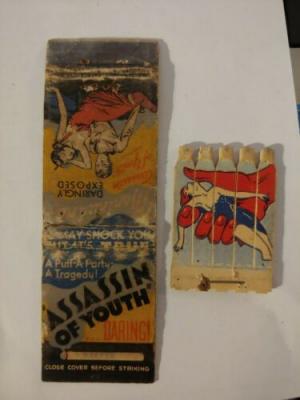 DARINGLY
EXPOSED
MAY SHOCK YOU
BUT IT'S TRUE
A Puff-A Party-
A Tragedy!
ASSASSIN
OF YOUTH
DARING!
CLOSE COVER BEFORE STRIKING